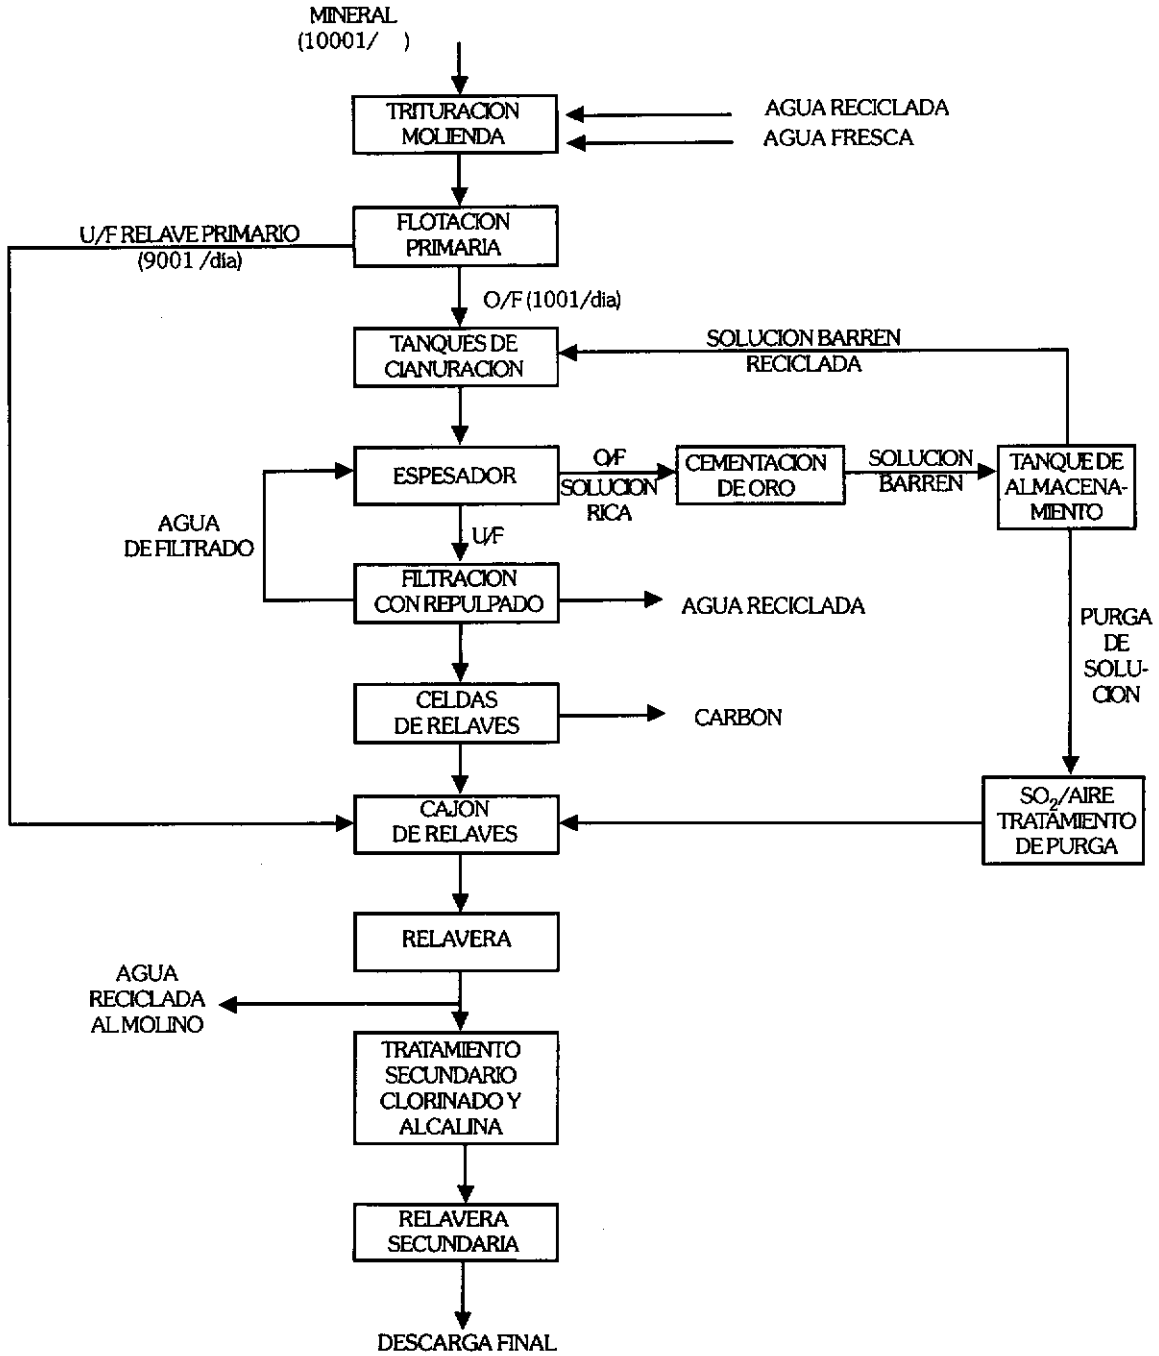 MINERAL
(10001/ )
TRITURACION
MOLIENDA
AGUA RECICLADA
AGUA FRESCA
FLOTACION
PRIMARIA
U/F RELAVE PRIMARIO
(9001 /dia)
O/F (1001/dia)
TANQUES DE
CIANURACION
SOLUCION BARREN
RECICLADA
ESPESADOR
O/F
SOLUCION
RICA
CEMENTACION
DE ORO
SOLUCION
BARREN
TANQUE DE
ALMACENA-
MIENTO
AGUA
DE FILTRADO
U/F
FILTRACION
CON REPULPADO
AGUA RECICLADA
PURGA
DE
SOLU-
CION
CELDAS
DE RELAVES
CARBON
CAJON
DE RELAVES
SO₂/AIRE
TRATAMIENTO
DE PURGA
RELAVERA
AGUA
RECICLADA
AL MOLINO
TRATAMIENTO
SECUNDARIO
CLORINADO Y
ALCALINA
RELAVERA
SECUNDARIA
DESCARGA FINAL